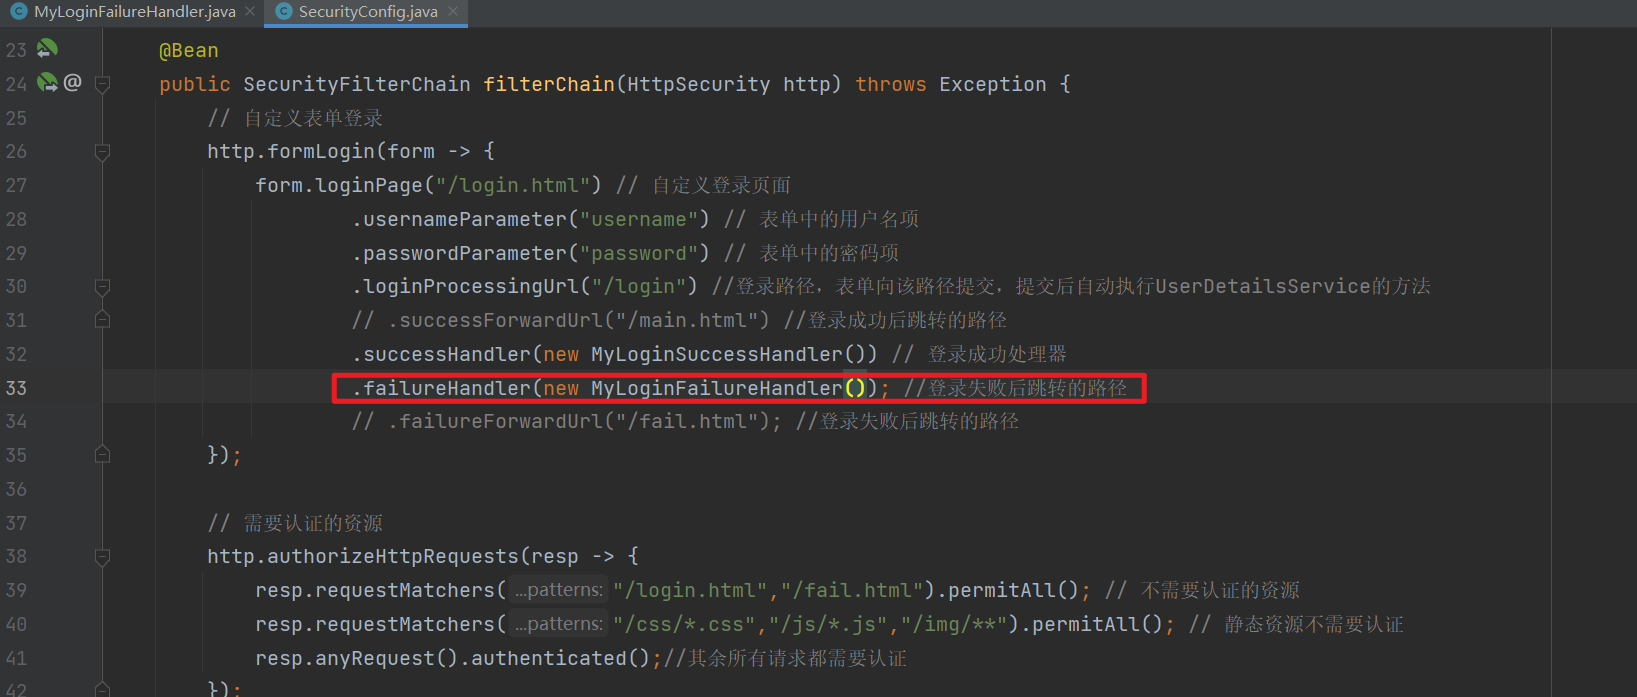 MyLoginFailureHandler.java × SecurityConfig.java ×
23 @Bean
24 @ public SecurityFilterChain filterChain(HttpSecurity http) throws Exception {
25 // 自定义表单登录
26 http.formLogin(form -> {
27 form.loginPage("/login.html") // 自定义登录页面
28 .usernameParameter("username") // 表单中的用户名项
29 .passwordParameter("password") // 表单中的密码项
30 .loginProcessingUrl("/login") //登录路径，表单向该路径提交，提交后自动执行UserDetailsService的方法
31 // .successForwardUrl("/main.html") //登录成功后跳转的路径
32 .successHandler(new MyLoginSuccessHandler()) // 登录成功处理器
33 .failureHandler(new MyLoginFailureHandler()); //登录失败后跳转的路径
34 // .failureForwardUrl("/fail.html"); //登录失败后跳转的路径
35 });
36
37 // 需要认证的资源
38 http.authorizeHttpRequests(resp -> {
39 resp.requestMatchers( ...patterns: "/login.html","/fail.html").permitAll(); // 不需要认证的资源
40 resp.requestMatchers( ...patterns: "/css/*.css","/js/*.js","/img/**").permitAll(); // 静态资源不需要认证
41 resp.anyRequest().authenticated();//其余所有请求都需要认证
42 });